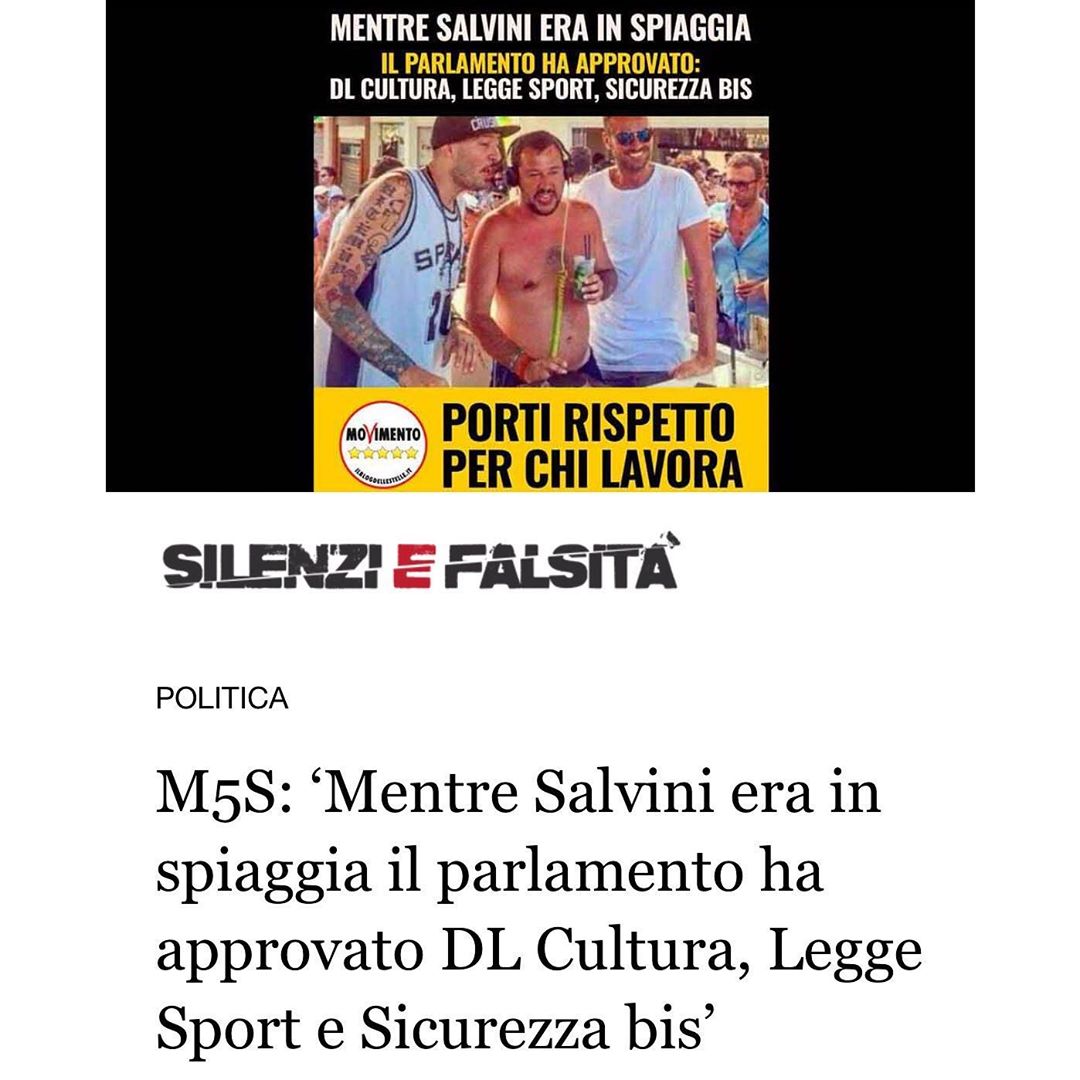 MENTRE SALVINI ERA IN SPIAGGIA
IL PARLAMENTO HA APPROVATO:
DL CULTURA, LEGGE SPORT, SICUREZZA BIS
MOVIMENTO
ILBLOGDELLESTELLE.IT
PORTI RISPETTO
PER CHI LAVORA
SILENZI E FALSITÀ
POLITICA
M5S: ‘Mentre Salvini era in
spiaggia il parlamento ha
approvato DL Cultura, Legge
Sport e Sicurezza bis’